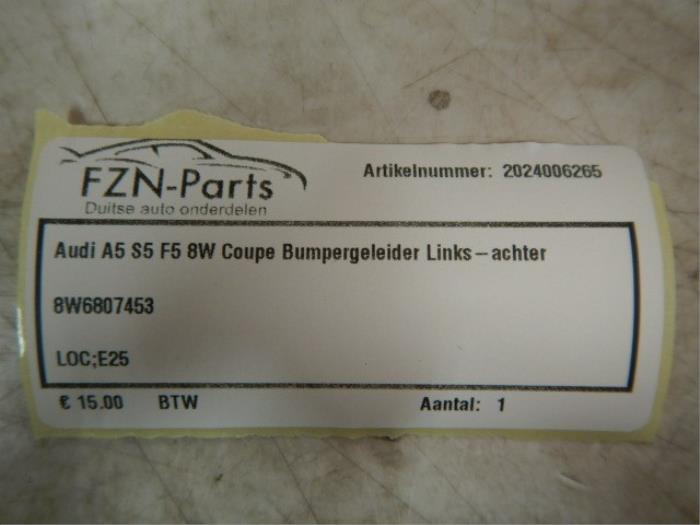 FZN-Parts
Duitse auto onderdelen
Artikelnummer: 2024006265
Audi A5 S5 F5 8W Coupe Bumpergeleider Links-achter
8W6807453
LOC;E25
€ 15.00 BTW Aantal: 1